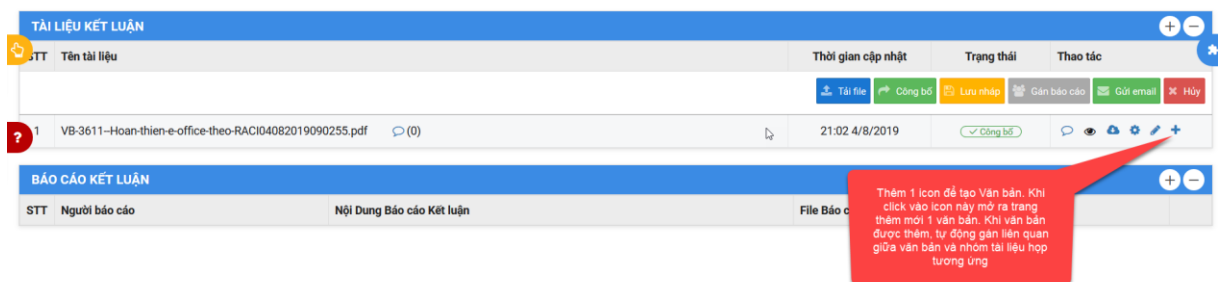 TÀI LIỆU KẾT LUẬN
STT Tên tài liệu Thời gian cập nhật Trạng thái Thao tác
Tải file Công bố Lưu nháp Gán báo cáo Gửi email Hủy
1 VB-3611--Hoan-thien-e-office-theo-RACI04082019090255.pdf (0) 21:02 4/8/2019 Công bố
?
BÁO CÁO KẾT LUẬN
STT Người báo cáo Nội Dung Báo cáo Kết luận File Báo c
Thêm 1 icon để tạo Văn bản. Khi
click vào icon này mở ra trang
thêm mới 1 văn bản. Khi văn bản
được thêm, tự động gán liên quan
giữa văn bản và nhóm tài liệu họp
tương ứng